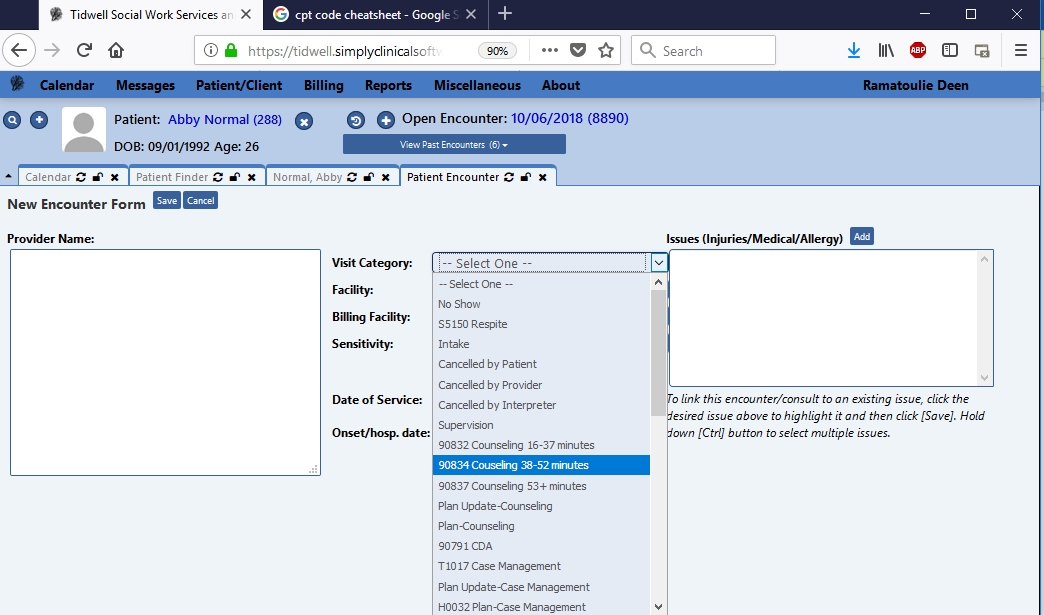 Tidwell Social Work Services an
cpt code cheatsheet - Google S
https://tidwell.simplyclinicalsoftw
90%
Search
ABP
Calendar Messages Patient/Client Billing Reports Miscellaneous About Ramatoulie Deen
Patient: Abby Normal (288)
DOB: 09/01/1992 Age: 26
Open Encounter: 10/06/2018 (8890)
View Past Encounters (6)
Calendar Patient Finder Normal, Abby Patient Encounter
New Encounter Form Save Cancel
Provider Name:
Issues (Injuries/Medical/Allergy) Add
Visit Category: -- Select One --
Facility:
Billing Facility:
Sensitivity:
Date of Service:
Onset/hosp. date:
-- Select One --
No Show
S5150 Respite
Intake
Cancelled by Patient
Cancelled by Provider
Cancelled by Interpreter
Supervision
90832 Counseling 16-37 minutes
90834 Couseling 38-52 minutes
90837 Counseling 53+ minutes
Plan Update-Counseling
Plan-Counseling
90791 CDA
T1017 Case Management
Plan Update-Case Management
H0032 Plan-Case Management
To link this encounter/consult to an existing issue, click the
desired issue above to highlight it and then click [Save]. Hold
down [Ctrl] button to select multiple issues.